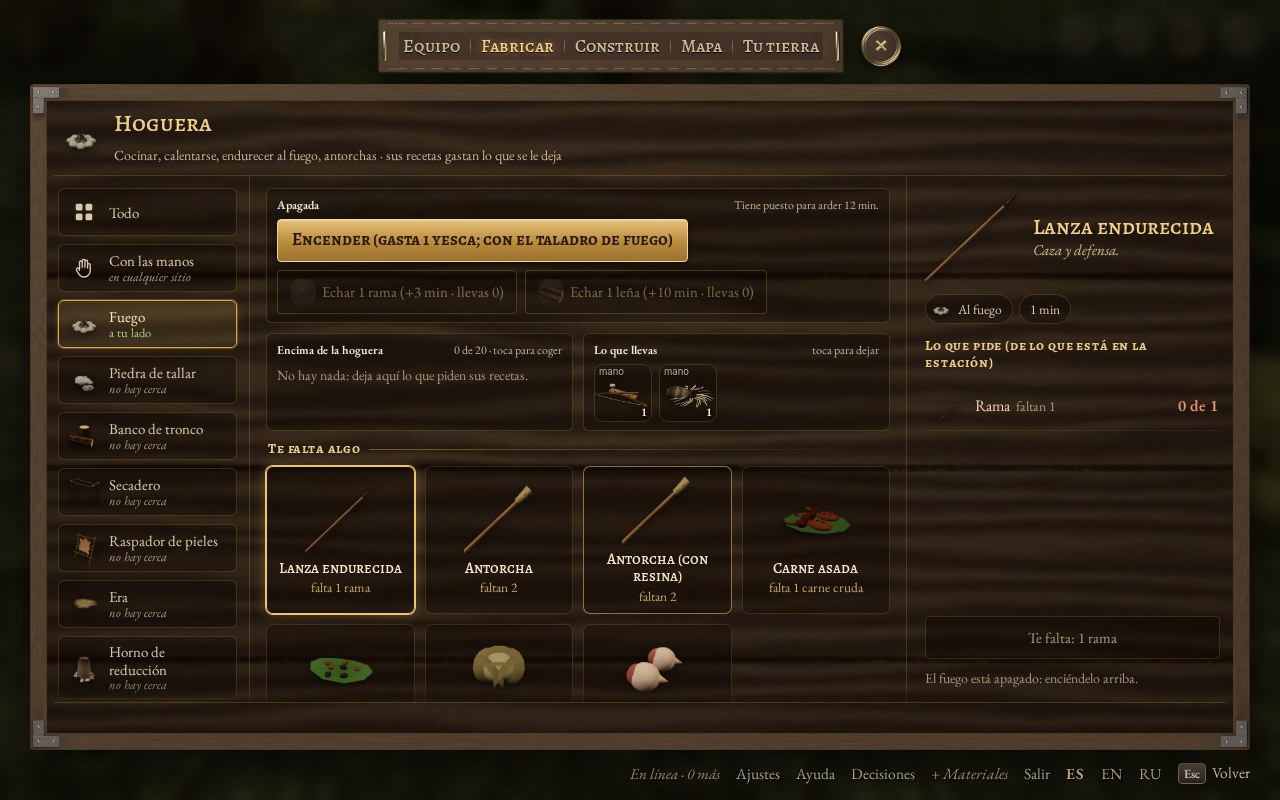 Equipo
Fabricar
Construir
Mapa
Tu tierra
Hoguera
Cocinar, calentarse, endurecer al fuego, antorchas · sus recetas gastan lo que se le deja
Todo
Con las manos
en cualquier sitio
Fuego
a tu lado
Piedra de tallar
no hay cerca
Banco de tronco
no hay cerca
Secadero
no hay cerca
Raspador de pieles
no hay cerca
Era
no hay cerca
Horno de
reducción
no hay cerca
Apagada
Tiene puesto para arder 12 min.
Encender (gasta 1 yesca; con el taladro de fuego)
Echar 1 rama (+3 min · llevas 0)
Echar 1 leña (+10 min · llevas 0)
Encima de la hoguera
0 de 20 · toca para coger
No hay nada: deja aquí lo que piden sus recetas.
Lo que llevas
toca para dejar
mano
1
mano
1
Te falta algo
Lanza endurecida
falta 1 rama
Antorcha
faltan 2
Antorcha (con
resina)
faltan 2
Carne asada
falta 1 carne cruda
Lanza endurecida
Caza y defensa.
Al fuego
1 min
Lo que pide (de lo que está en la
estación)
Rama faltan 1
0 de 1
Te falta: 1 rama
El fuego está apagado: enciéndelo arriba.
En línea · 0 más
Ajustes
Ayuda
Decisiones
+ Materiales
Salir
ES
EN
RU
Esc
Volver